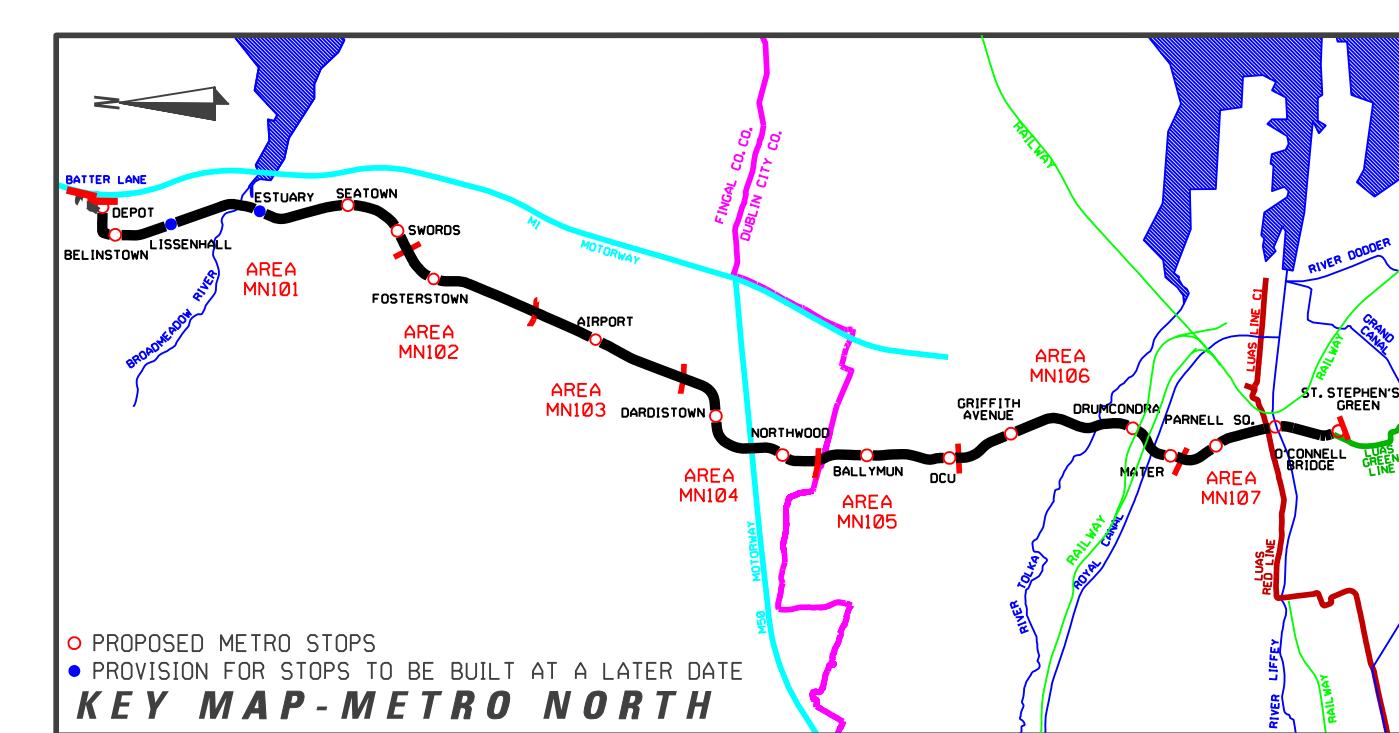 N
BATTER LANE
DEPOT
BELINSTOWN
LISSENHALL
ESTUARY
SEATOWN
SWORDS
FOSTERSTOWN
AREA
MN101
BROADMEADOW RIVER
AREA
MN102
AIRPORT
AREA
MN103
M1
MOTORWAY
FINGAL CO. CO.
DUBLIN CITY CO.
DARDISTOWN
NORTHWOOD
AREA
MN104
BALLYMUN
AREA
MN105
DCU
MOTORWAY
M50
GRIFFITH
AVENUE
AREA
MN106
RAILWAY
DRUMCONDRA
MATER
PARNELL SQ.
AREA
MN107
RIVER TOLKA
RAILWAY
ROYAL CANAL
LUAS LINE C1
RIVER DODDER
GRAND
CANAL
RAILWAY
ST. STEPHEN'S
GREEN
O'CONNELL
BRIDGE
LUAS
GREEN
LINE
LUAS
RED LINE
RIVER LIFFEY
RAILWAY
PROPOSED METRO STOPS
PROVISION FOR STOPS TO BE BUILT AT A LATER DATE
KEY MAP-METRO NORTH